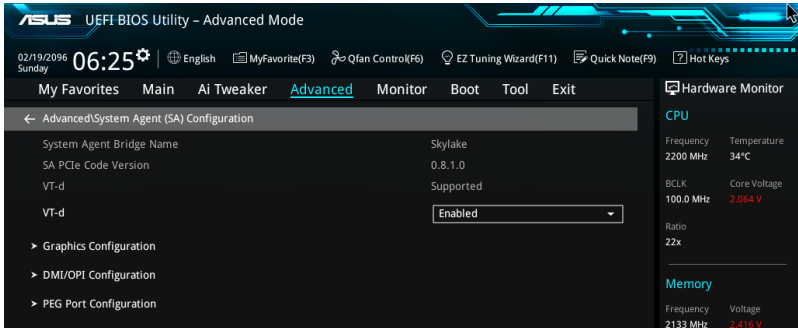 ASUS UEFI BIOS Utility – Advanced Mode
02/19/2096 Sunday 06:25 English MyFavorite(F3) Qfan Control(F6) EZ Tuning Wizard(F11) Quick Note(F9) ? Hot Keys
My Favorites Main Ai Tweaker Advanced Monitor Boot Tool Exit
Hardware Monitor
← Advanced\System Agent (SA) Configuration
System Agent Bridge Name Skylake
SA PCIe Code Version 0.8.1.0
VT-d Supported
VT-d Enabled
> Graphics Configuration
> DMI/OPI Configuration
> PEG Port Configuration
CPU
Frequency Temperature
2200 MHz 34°C
BCLK Core Voltage
100.0 MHz 2.064 V
Ratio
22x
Memory
Frequency Voltage
2133 MHz 2.416 V